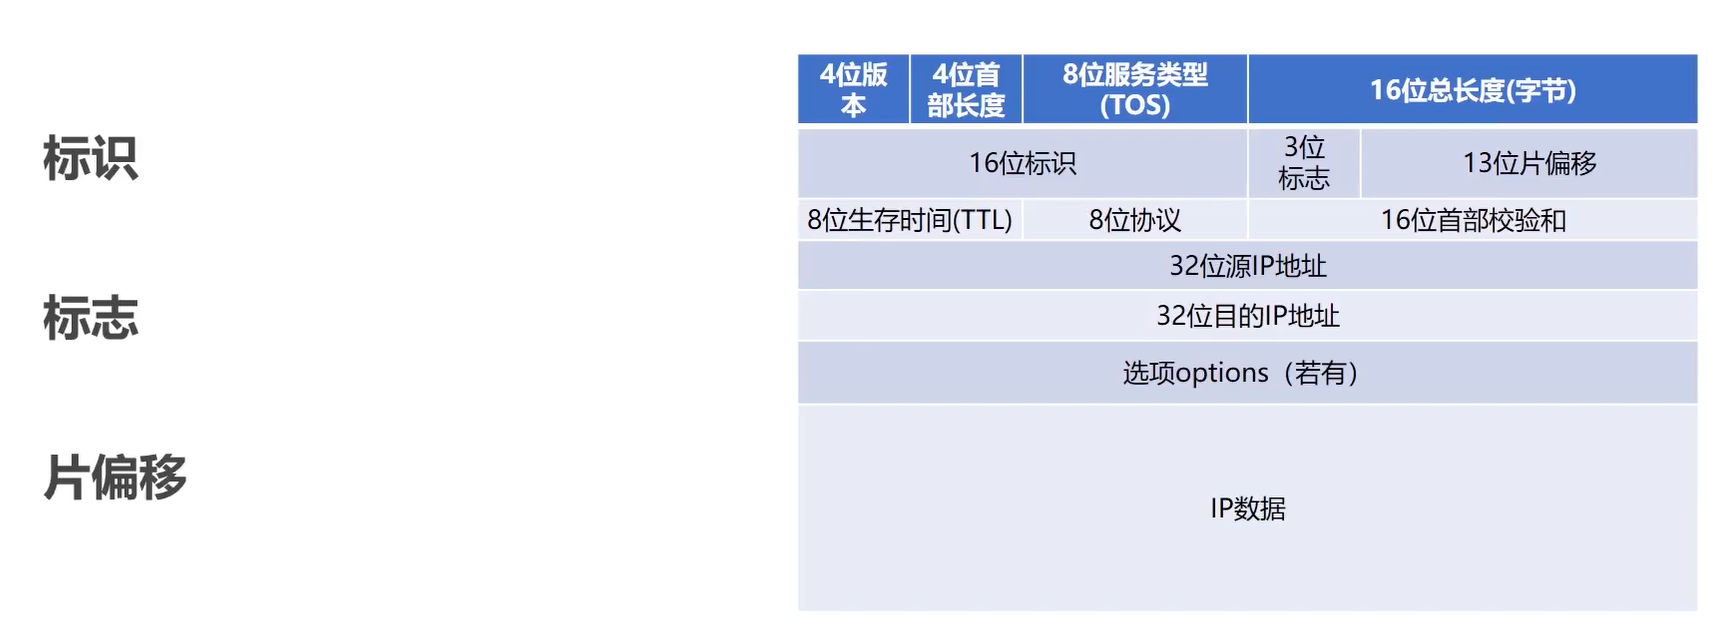 标识
标志
片偏移
4位版
本
4位首
部长度
8位服务类型
(TOS)
16位总长度(字节)
16位标识
3位
标志
13位片偏移
8位生存时间(TTL)
8位协议
16位首部校验和
32位源IP地址
32位目的IP地址
选项options（若有）
IP数据